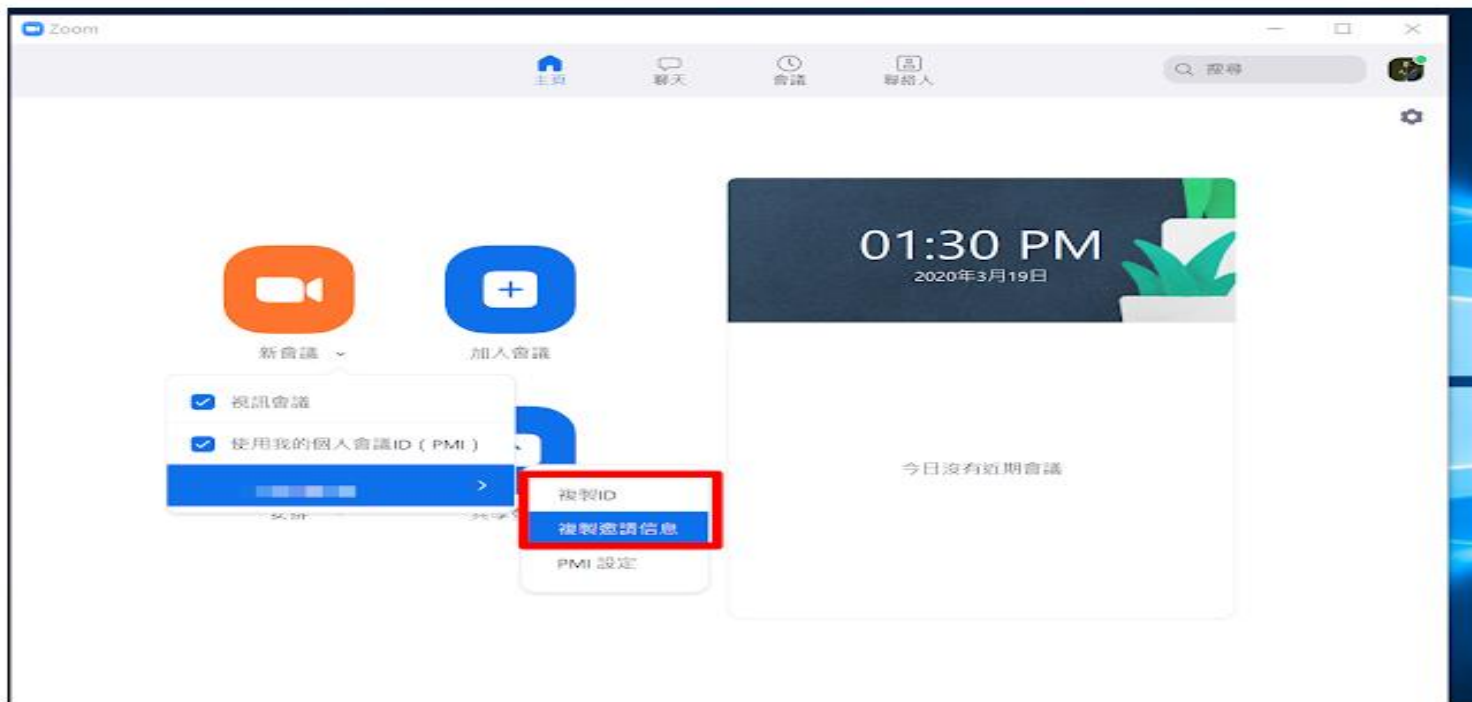 Zoom
主頁
聊天
會議
聯絡人
搜尋
01:30 PM
2020年3月19日
新會議
加入會議
視訊會議
使用我的個人會議ID ( PMI )
複製ID
複製邀請信息
PMI 設定
今日沒有近期會議